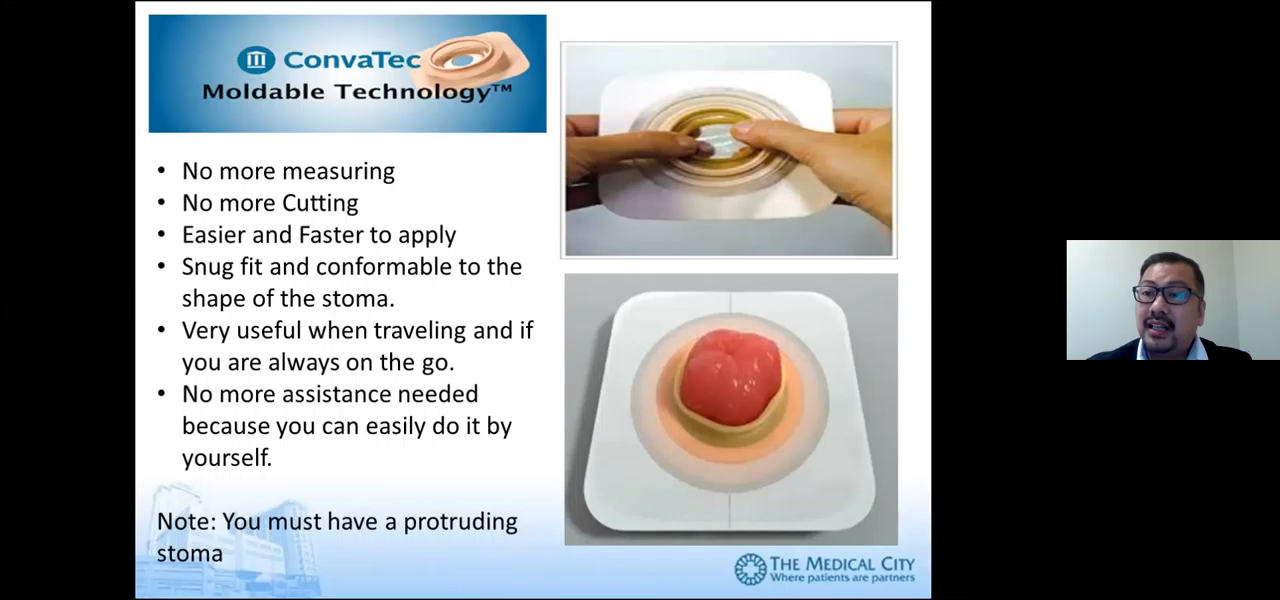 ConvaTec
Moldable Technology™
• No more measuring
• No more Cutting
• Easier and Faster to apply
• Snug fit and conformable to the
shape of the stoma.
• Very useful when traveling and if
you are always on the go.
• No more assistance needed
because you can easily do it by
yourself.
Note: You must have a protruding
stoma
THE MEDICAL CITY
Where patients are partners